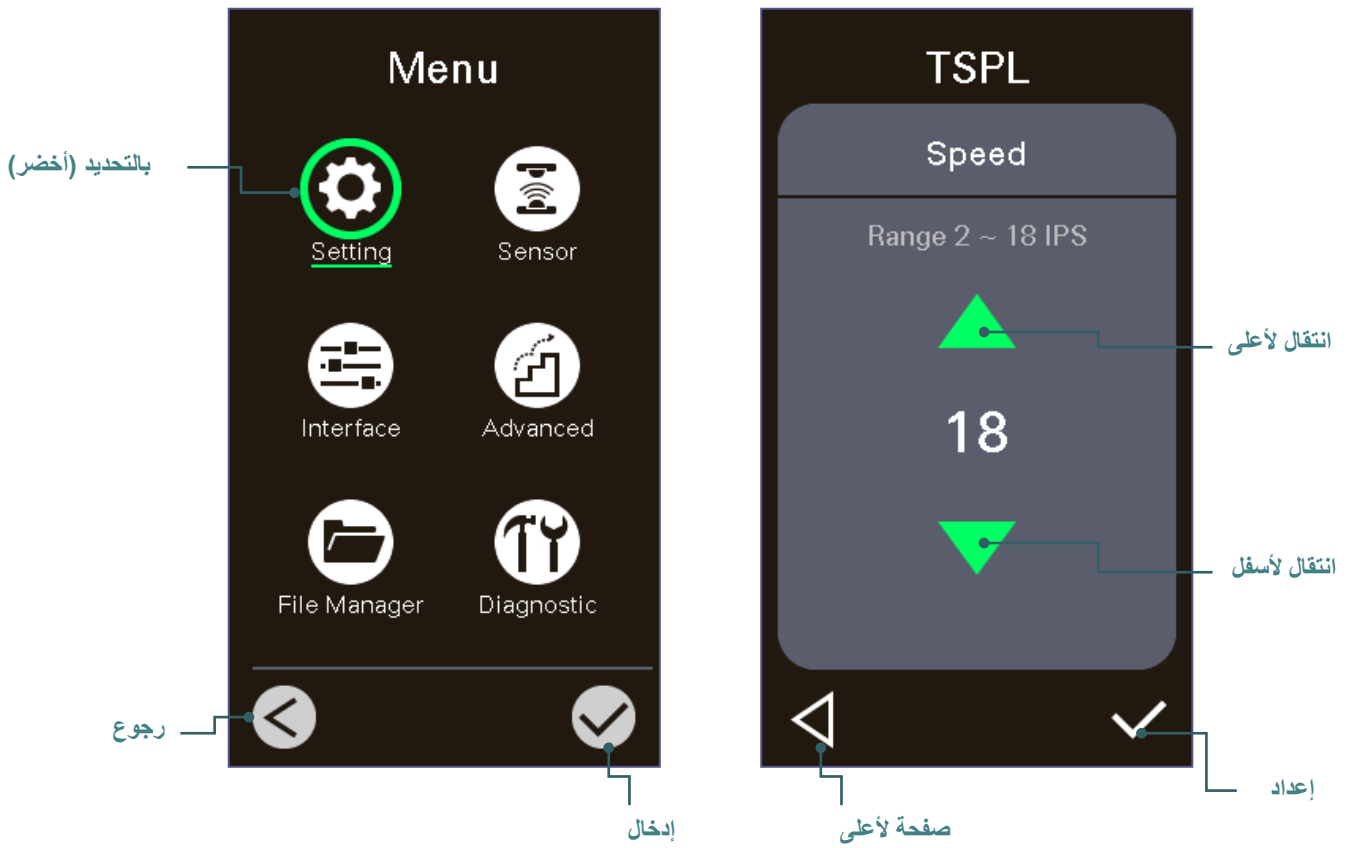 Menu
بالتحديد (أخضر)
Setting
Sensor
Interface
Advanced
File Manager
Diagnostic
رجوع
إدخال
TSPL
Speed
Range 2 ~ 18 IPS
انتقال لأعلى
18
انتقال لأسفل
إعداد
صفحة لأعلى